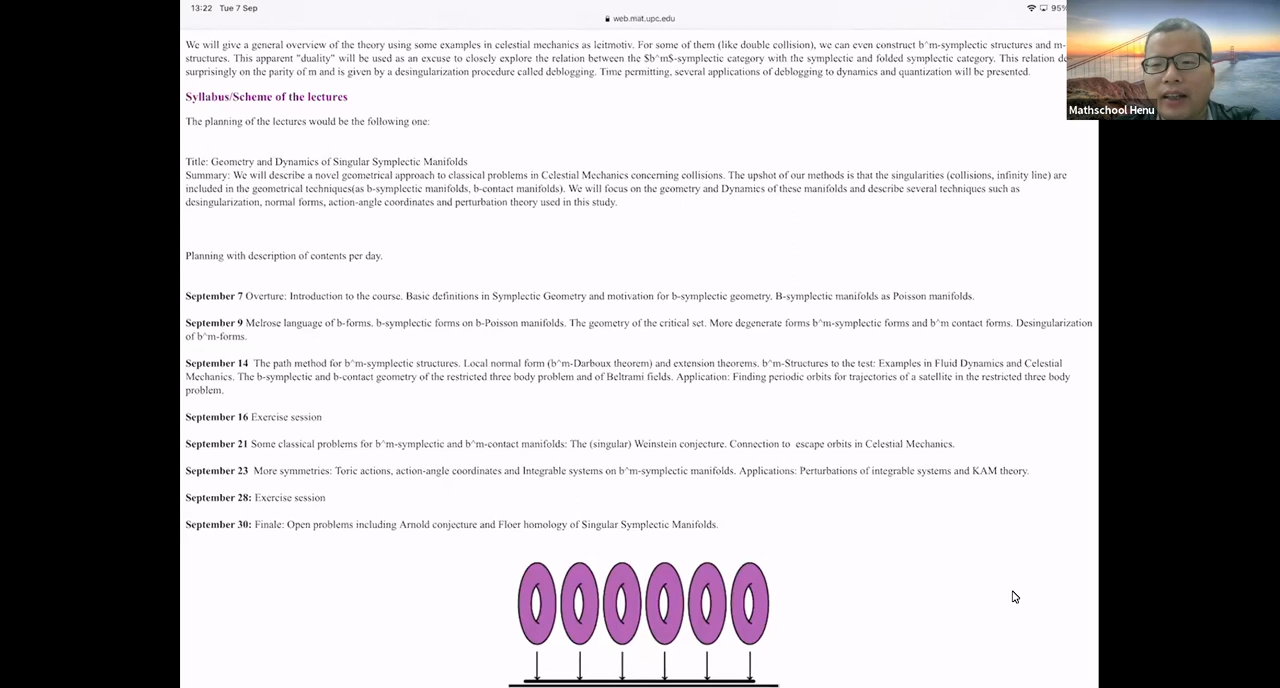 13:22 Tue 7 Sep
web.mat.upc.edu
95%
We will give a general overview of the theory using some examples in celestial mechanics as leitmotiv. For some of them (like double collision), we can even construct b^m-symplectic structures and m-
structures. This apparent "duality" will be used as an excuse to closely explore the relation between the $b^m$-symplectic category with the symplectic and folded symplectic category. This relation de
surprisingly on the parity of m and is given by a desingularization procedure called deblogging. Time permitting, several applications of deblogging to dynamics and quantization will be presented.
Syllabus/Scheme of the lectures
The planning of the lectures would be the following one:
Title: Geometry and Dynamics of Singular Symplectic Manifolds
Summary: We will describe a novel geometrical approach to classical problems in Celestial Mechanics concerning collisions. The upshot of our methods is that the singularities (collisions, infinity line) are
included in the geometrical techniques(as b-symplectic manifolds, b-contact manifolds). We will focus on the geometry and Dynamics of these manifolds and describe several techniques such as
desingularization, normal forms, action-angle coordinates and perturbation theory used in this study.
Planning with description of contents per day.
September 7 Overture: Introduction to the course. Basic definitions in Symplectic Geometry and motivation for b-symplectic geometry. B-symplectic manifolds as Poisson manifolds.
September 9 Melrose language of b-forms. b-symplectic forms on b-Poisson manifolds. The geometry of the critical set. More degenerate forms b^m-symplectic forms and b^m contact forms. Desingularization
of b^m-forms.
September 14 The path method for b^m-symplectic structures. Local normal form (b^m-Darboux theorem) and extension theorems. b^m-Structures to the test: Examples in Fluid Dynamics and Celestial
Mechanics. The b-symplectic and b-contact geometry of the restricted three body problem and of Beltrami fields. Application: Finding periodic orbits for trajectories of a satellite in the restricted three body
problem.
September 16 Exercise session
September 21 Some classical problems for b^m-symplectic and b^m-contact manifolds: The (singular) Weinstein conjecture. Connection to escape orbits in Celestial Mechanics.
September 23 More symmetries: Toric actions, action-angle coordinates and Integrable systems on b^m-symplectic manifolds. Applications: Perturbations of integrable systems and KAM theory.
September 28: Exercise session
September 30: Finale: Open problems including Arnold conjecture and Floer homology of Singular Symplectic Manifolds.
Mathschool Henu